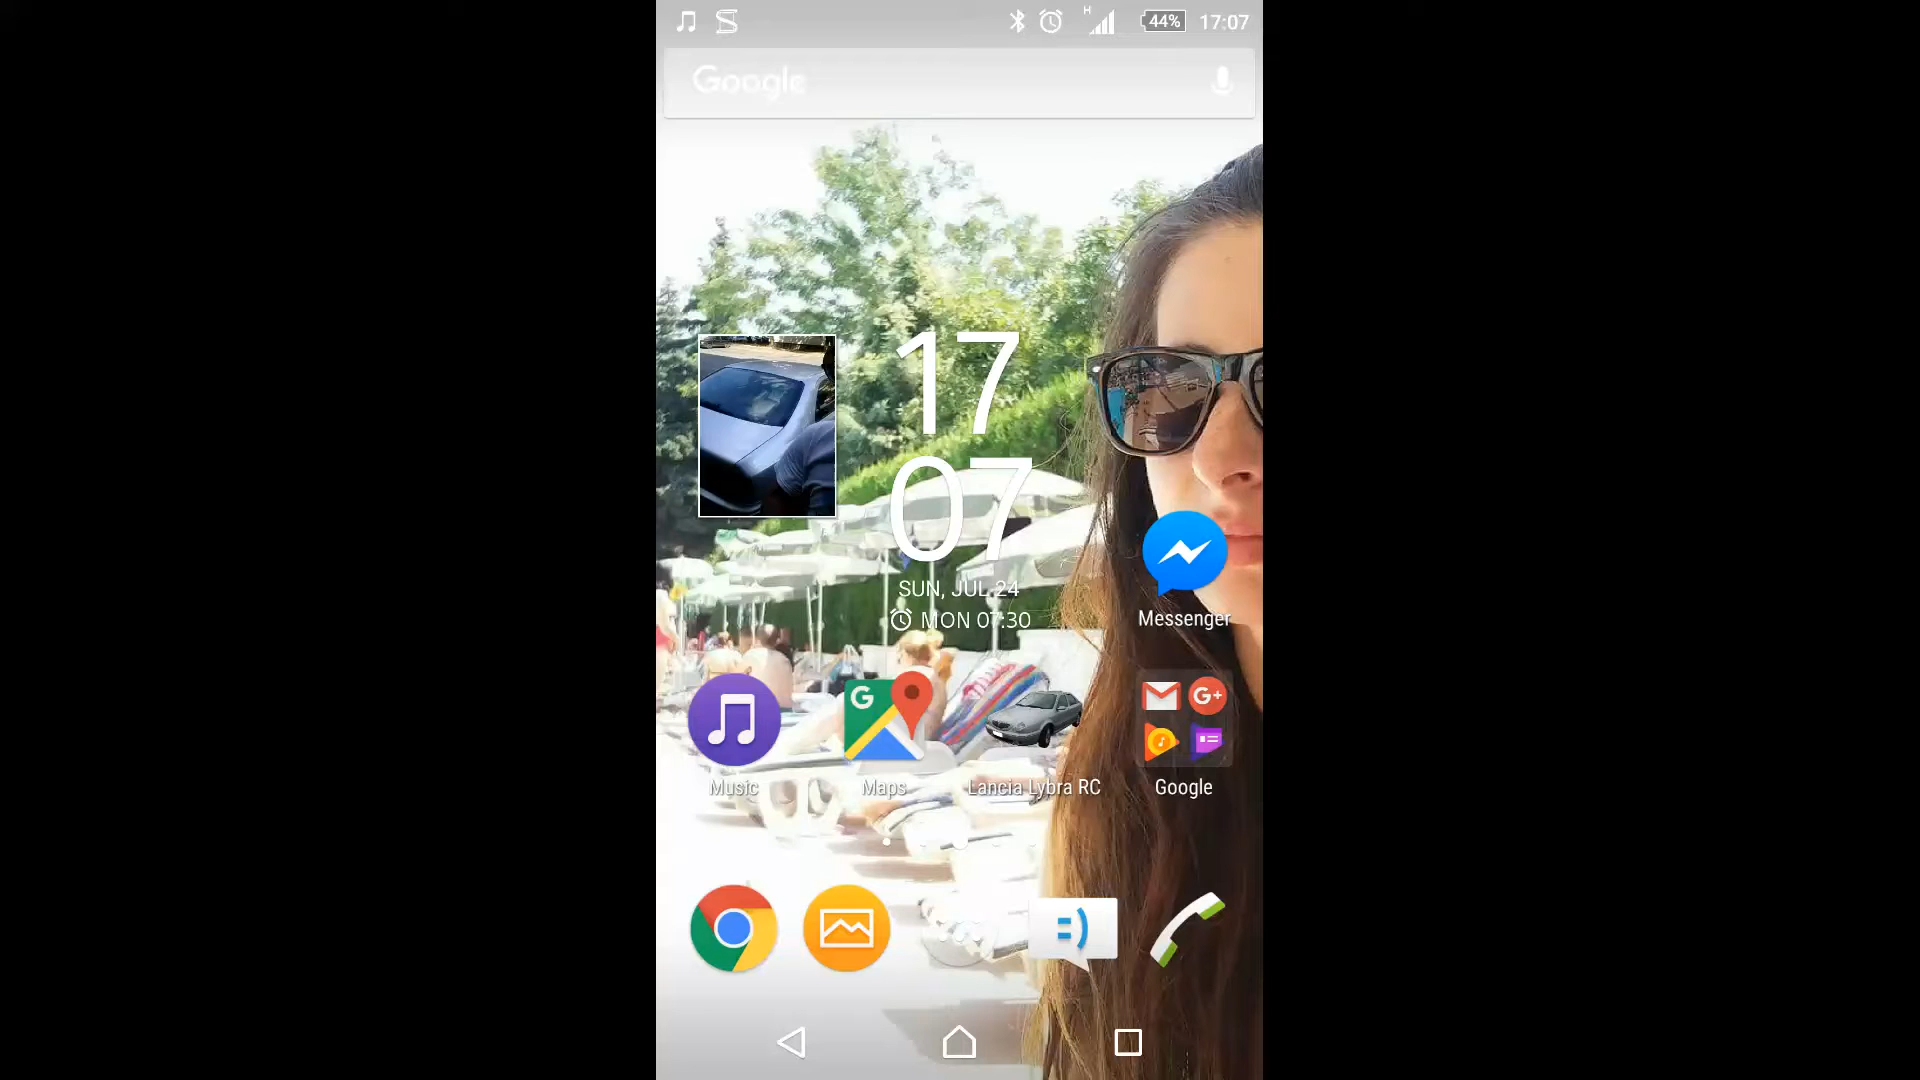 H 44% 17:07
Google
17
07
SUN, JUL 24
MON 07:30
Messenger
G G+
Music Maps Lancia Lybra RC Google
=)